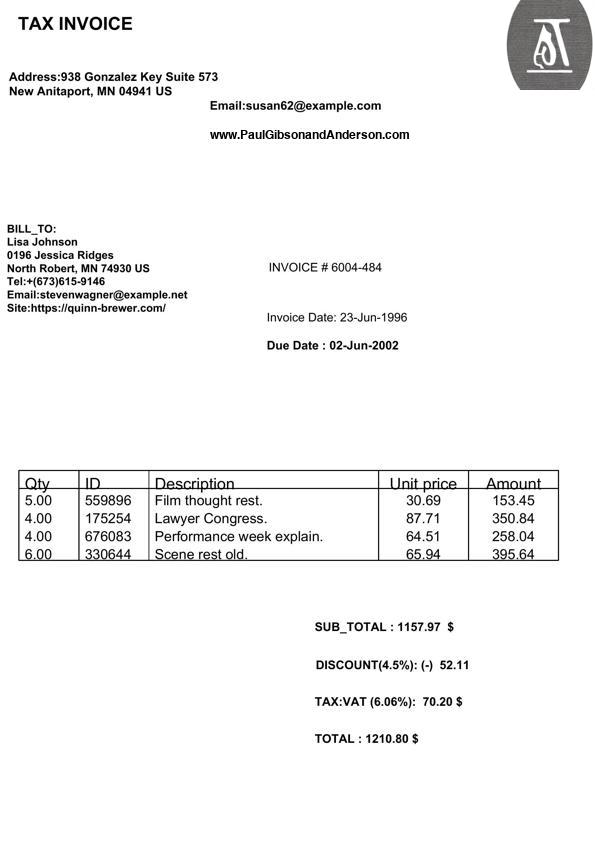 TAX INVOICE
Address:938 Gonzalez Key Suite 573
New Anitaport, MN 04941 US
Email:susan62@example.com
www.PaulGibsonandAnderson.com
BILL_TO:
Lisa Johnson
0196 Jessica Ridges
North Robert, MN 74930 US
Tel:+(673)615-9146
Email:stevenwagner@example.net
Site:https://quinn-brewer.com/
INVOICE # 6004-484
Invoice Date: 23-Jun-1996
Due Date : 02-Jun-2002
Qty ID Description Unit price Amount
5.00 559896 Film thought rest. 30.69 153.45
4.00 175254 Lawyer Congress. 87.71 350.84
4.00 676083 Performance week explain. 64.51 258.04
6.00 330644 Scene rest old. 65.94 395.64
SUB_TOTAL : 1157.97 $
DISCOUNT(4.5%): (-) 52.11
TAX:VAT (6.06%): 70.20 $
TOTAL : 1210.80 $